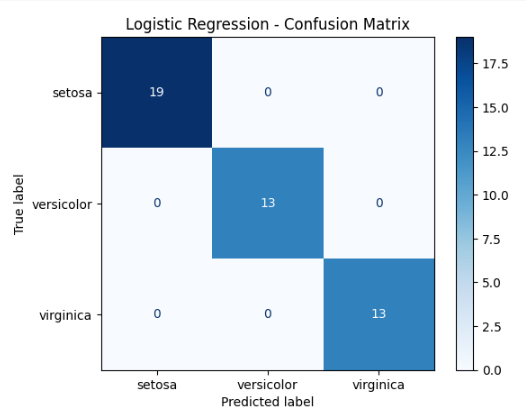 Logistic Regression - Confusion Matrix
True label
setosa 19 0 0
versicolor 0 13 0
virginica 0 0 13
setosa versicolor virginica
Predicted label
17.5
15.0
12.5
10.0
7.5
5.0
2.5
0.0